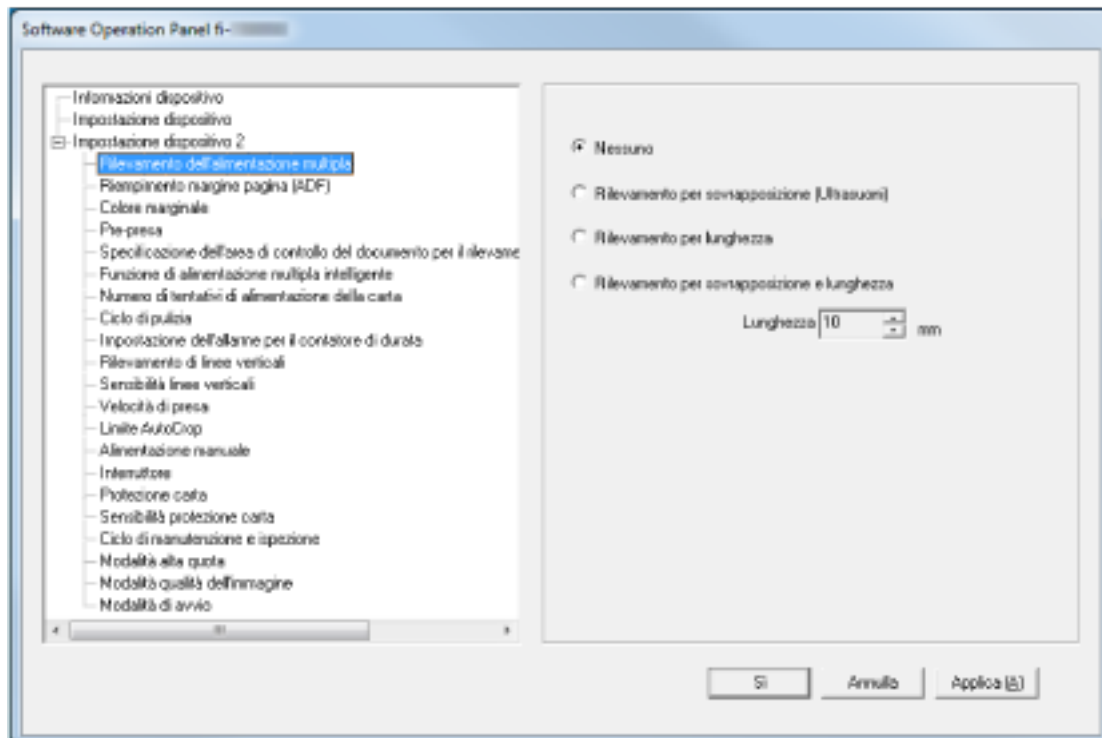 Software Operation Panel fi-
Informazioni dispositivo
Impostazione dispositivo
Impostazione dispositivo 2
Rilevamento dell'alimentazione multipla
Riempimento margine pagina (ADF)
Colore marginale
Pre-presa
Specificazione dell'area di controllo del documento per il rilevame
Funzione di alimentazione multipla intelligente
Numero di tentativi di alimentazione della carta
Ciclo di pulizia
Impostazione dell'allarme per il contatore di durata
Rilevamento di linee verticali
Sensibilità linee verticali
Velocità di presa
Limite AutoCrop
Alimentazione manuale
Interruttore
Protezione carta
Sensibilità protezione carta
Ciclo di manutenzione e ispezione
Modalità alta quota
Modalità qualità dell'immagine
Modalità di avvio
Nessuno
Rilevamento per sovrapposizione (Ultrasuoni)
Rilevamento per lunghezza
Rilevamento per sovrapposizione e lunghezza
Lunghezza 10 mm
Sì Annulla Applica (A)